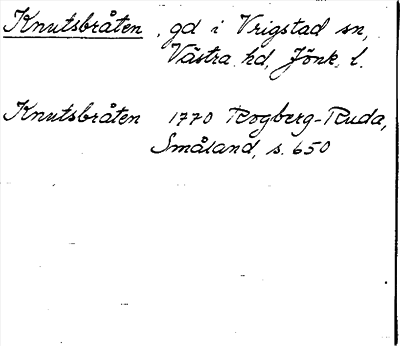 Knutsbråten, gd i Vrigstad sn,
Västra hd, Jönk. l.
Knutsbråten 1770 Rogberg-Ruda,
Småland, s. 650